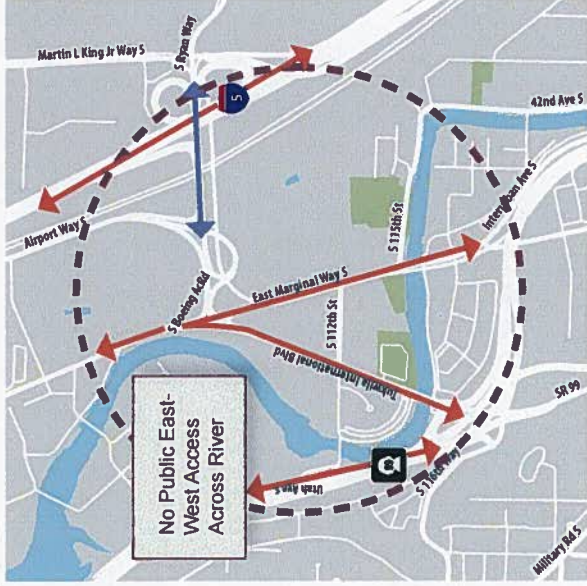 Martin L King Jr Way S
S Ryan Way
5
42nd Ave S
Airport Way S
Interurban Ave S
S 115th St
S Boeing AcRd
East Marginal Way S
S 112th St
Tukwila International Blvd
No Public East-
West Access
Across River
Utah Ave S
S 116th Way
SR 99
Military Rd S